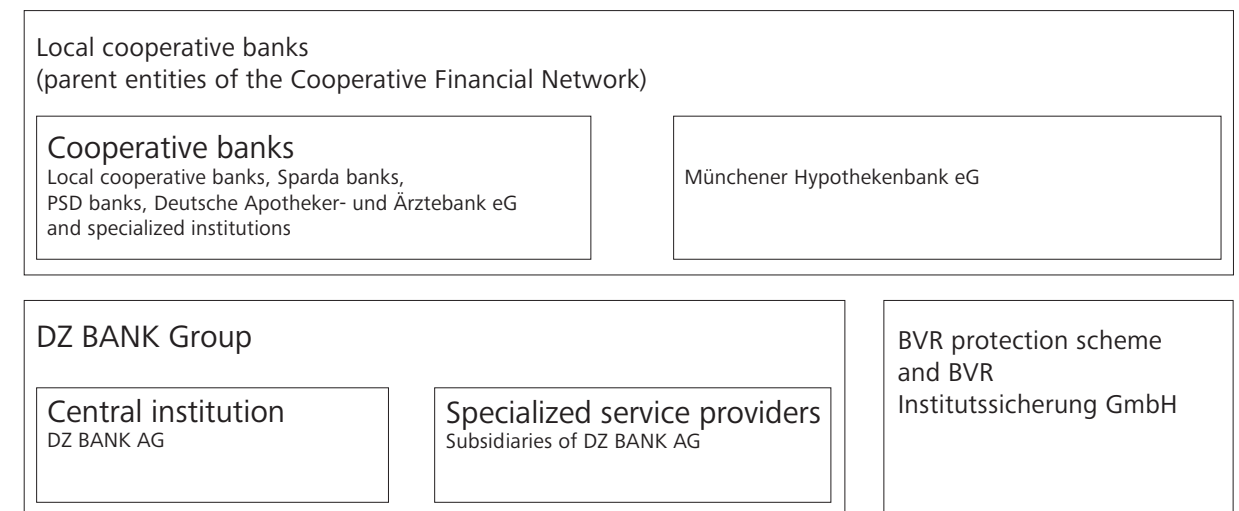 Local cooperative banks
(parent entities of the Cooperative Financial Network)
Cooperative banks
Local cooperative banks, Sparda banks,
PSD banks, Deutsche Apotheker- und Ärztebank eG
and specialized institutions
Münchener Hypothekenbank eG
DZ BANK Group
Central institution
DZ BANK AG
Specialized service providers
Subsidiaries of DZ BANK AG
BVR protection scheme
and BVR
Institutssicherung GmbH